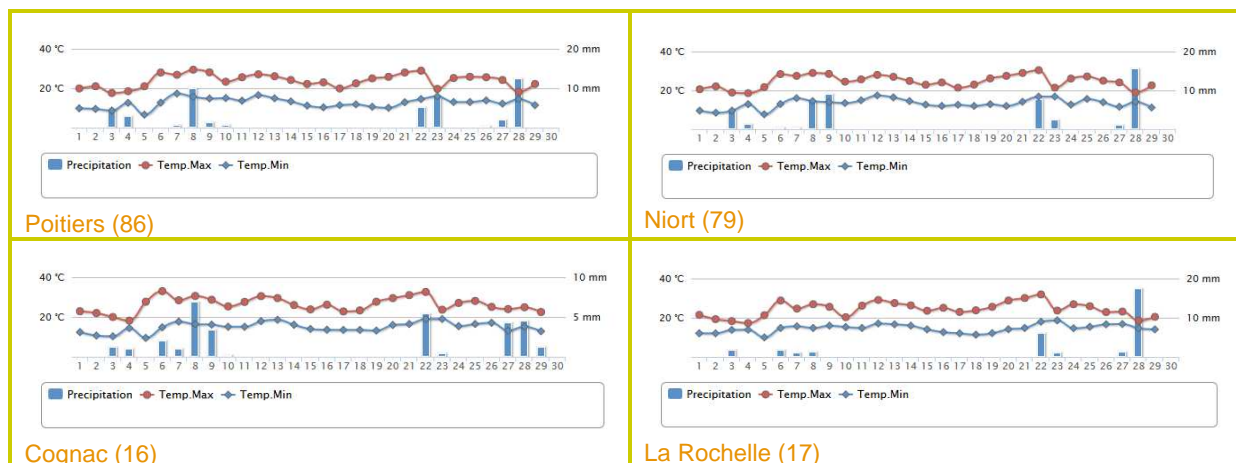 40 °C 20 mm
20 °C 10 mm
1 2 3 4 5 6 7 8 9 10 11 12 13 14 15 16 17 18 19 20 21 22 23 24 25 26 27 28 29 30
Precipitation Temp.Max Temp.Min
Poitiers (86)
40 °C 20 mm
20 °C 10 mm
1 2 3 4 5 6 7 8 9 10 11 12 13 14 15 16 17 18 19 20 21 22 23 24 25 26 27 28 29 30
Precipitation Temp.Max Temp.Min
Niort (79)
40 °C 10 mm
20 °C 5 mm
1 2 3 4 5 6 7 8 9 10 11 12 13 14 15 16 17 18 19 20 21 22 23 24 25 26 27 28 29 30
Precipitation Temp.Max Temp.Min
Cognac (16)
40 °C 20 mm
20 °C 10 mm
1 2 3 4 5 6 7 8 9 10 11 12 13 14 15 16 17 18 19 20 21 22 23 24 25 26 27 28 29 30
Precipitation Temp.Max Temp.Min
La Rochelle (17)